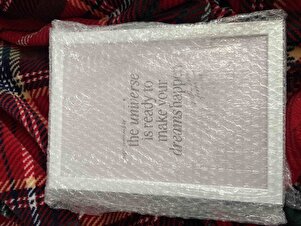 the universe
is ready to
make your
dreams happen